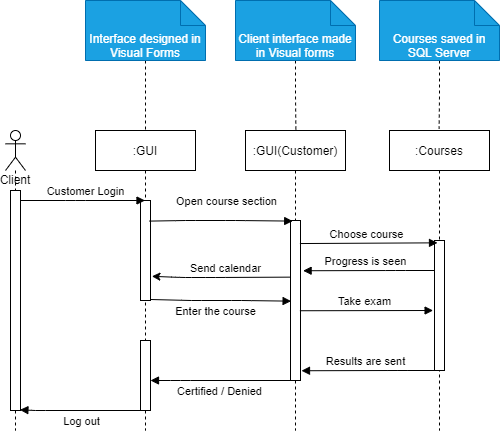 Interface designed in
Visual Forms
Client interface made
in Visual forms
Courses saved in
SQL Server
:GUI
:GUI(Customer)
:Courses
Client
Customer Login
Open course section
Choose course
Progress is seen
Send calendar
Take exam
Enter the course
Results are sent
Certified / Denied
Log out